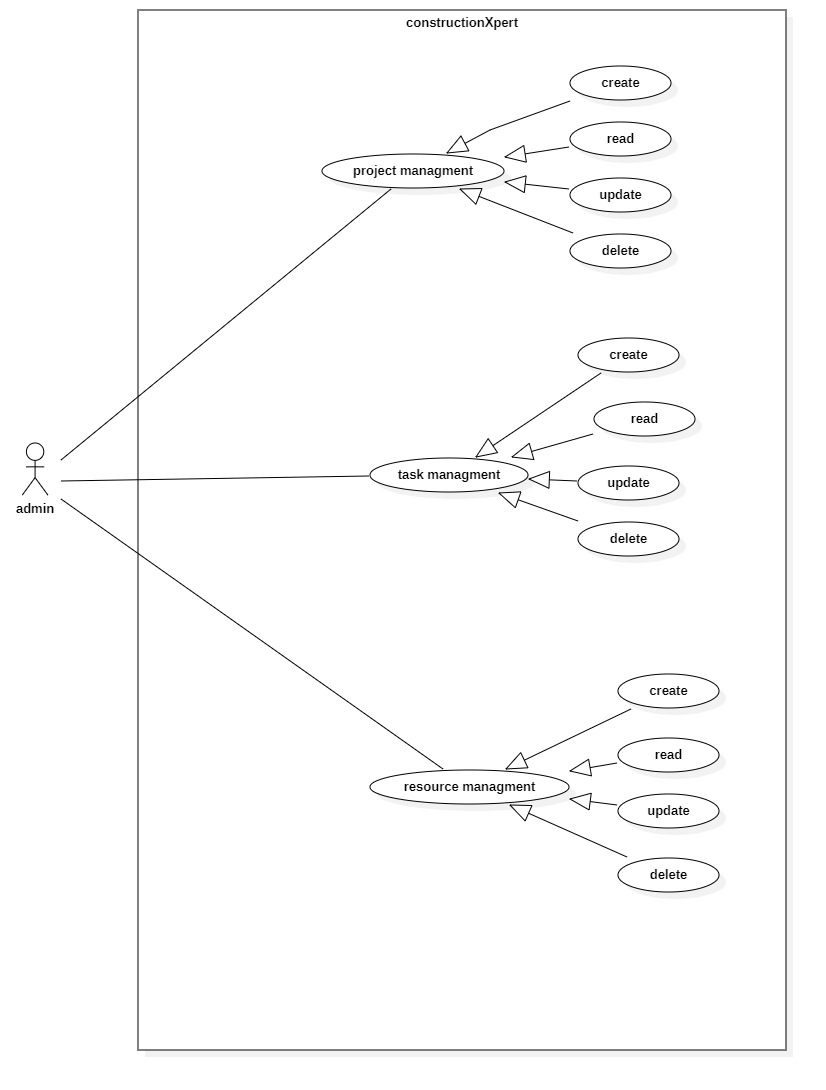 constructionXpert
create
read
project managment
update
delete
create
read
task managment
update
delete
admin
create
read
resource managment
update
delete